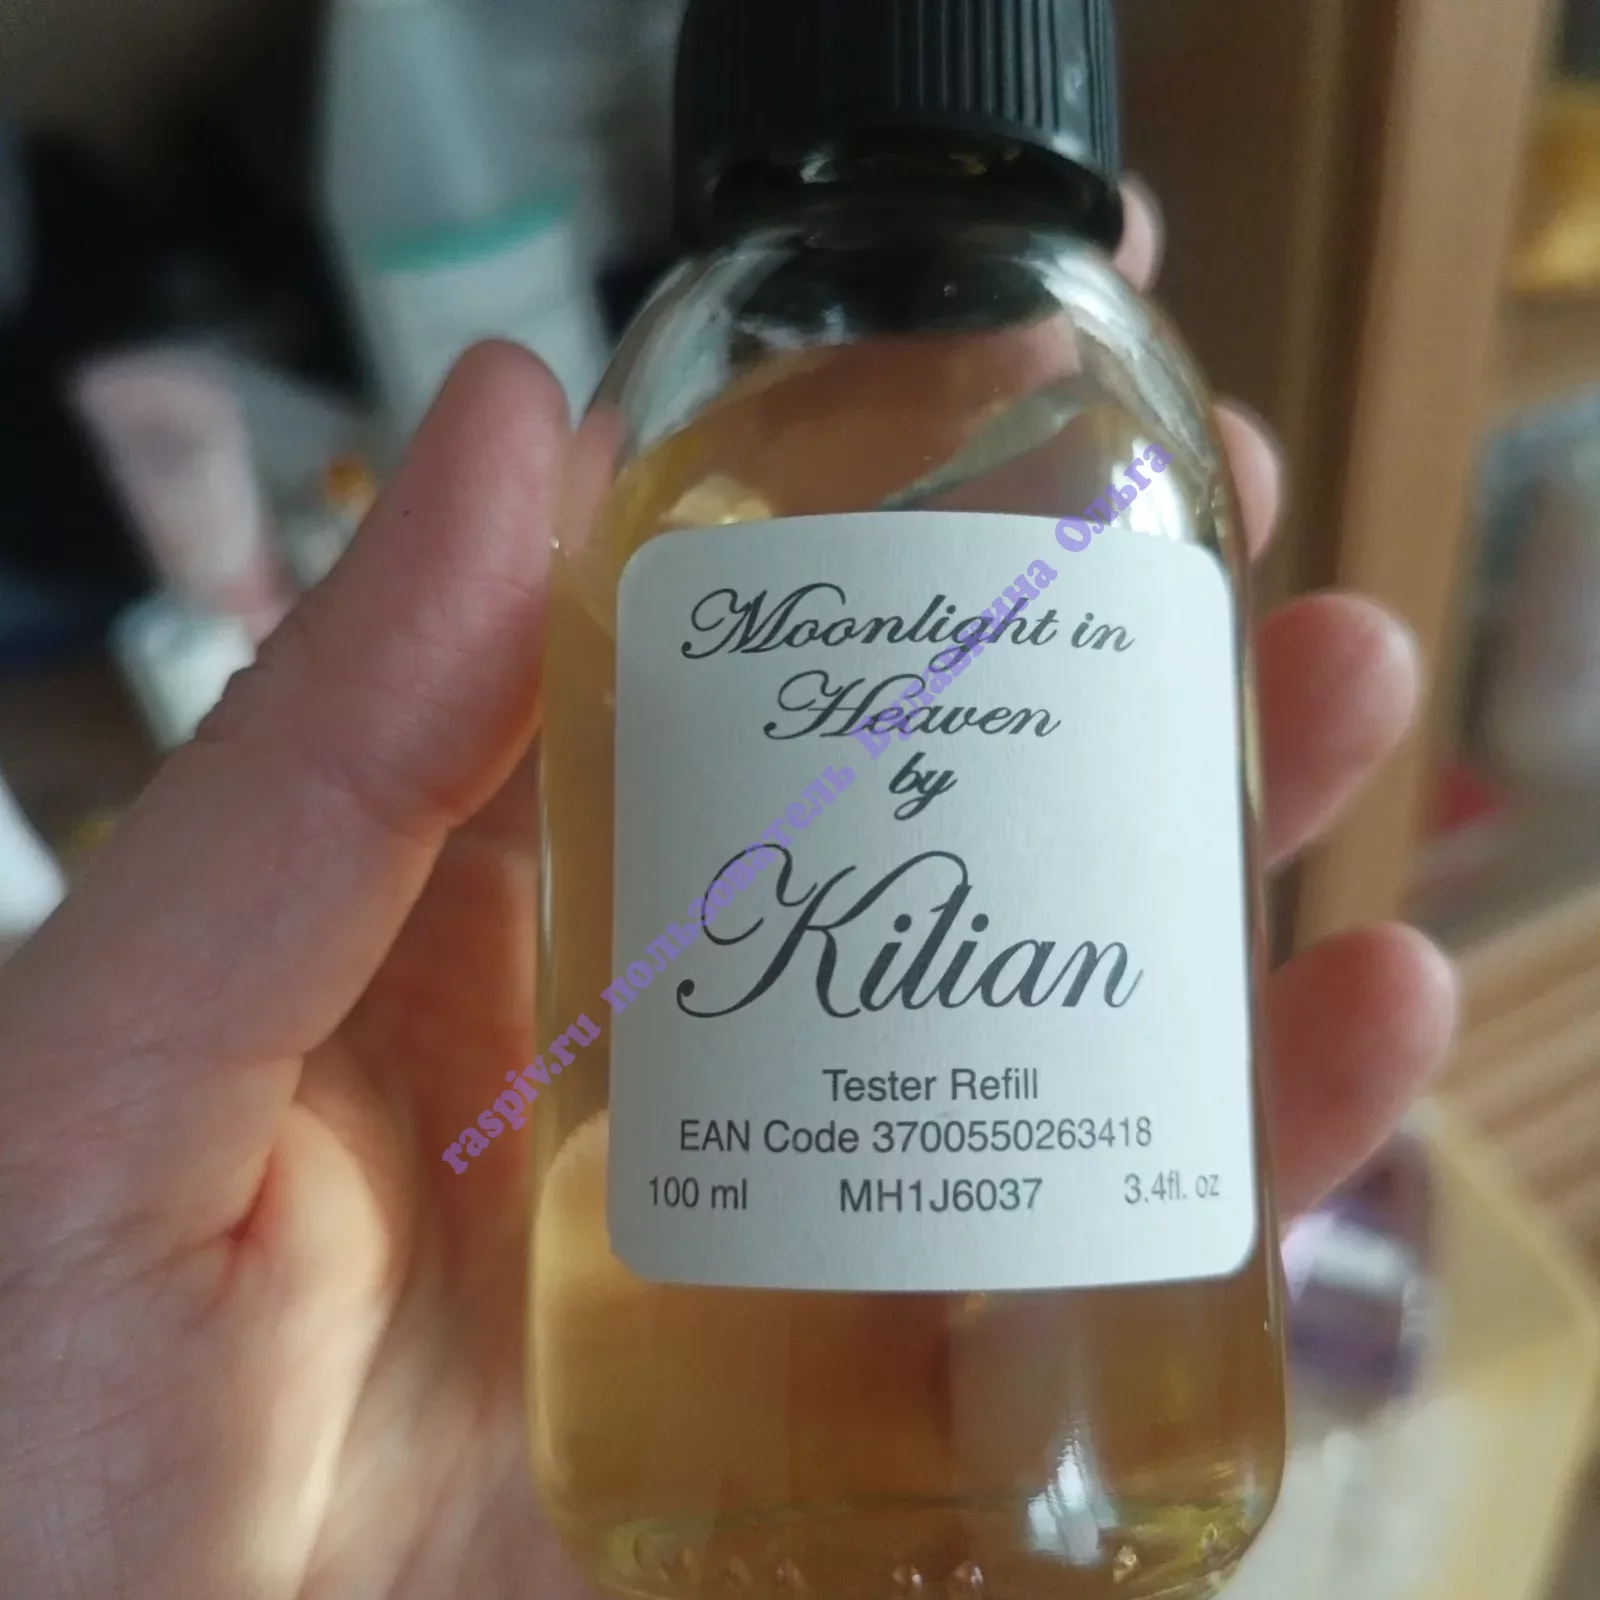 Moonlight in
Heaven
by
Kilian
Tester Refill
EAN Code 3700550263418
100 ml MH1J6037 3.4fl. oz
raspiv.ru пользователь Булавкина Ольга